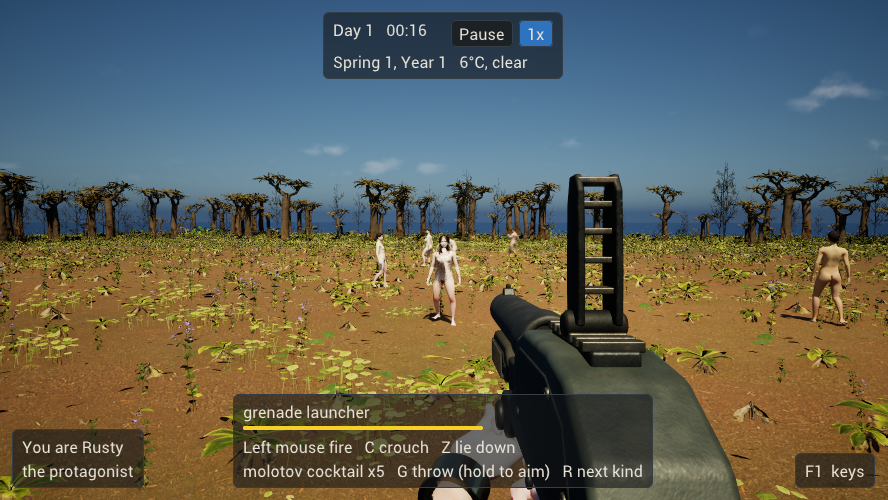 Day 1 00:16 Pause 1x
Spring 1, Year 1 6°C, clear
grenade launcher
Left mouse fire C crouch Z lie down
molotov cocktail x5 G throw (hold to aim) R next kind
You are Rusty
the protagonist
F1 keys